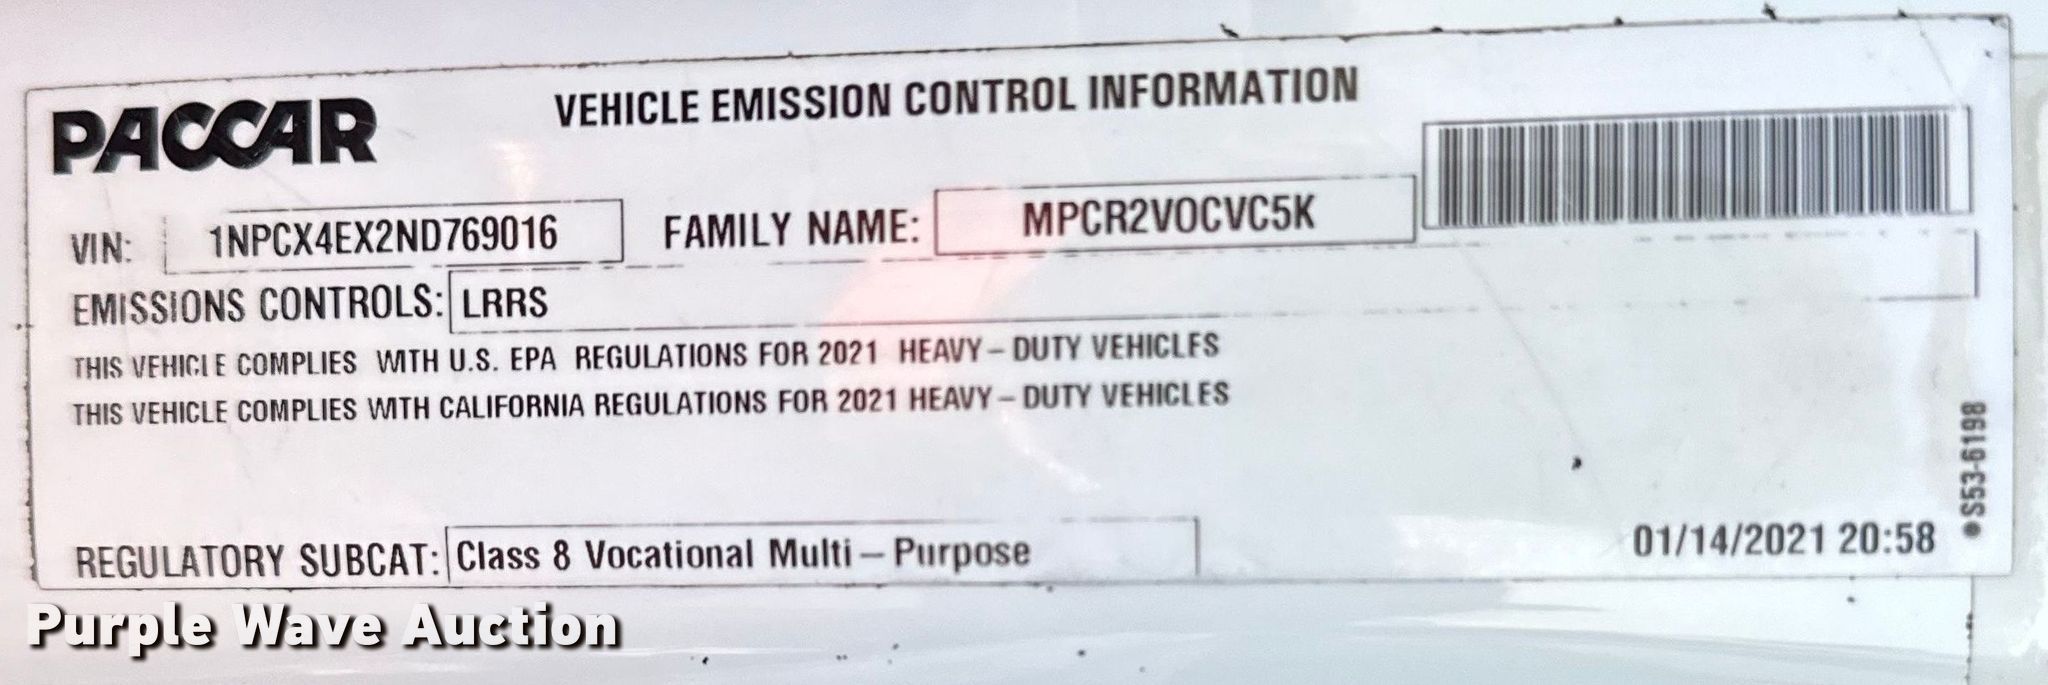 PACCAR
VEHICLE EMISSION CONTROL INFORMATION
VIN: 1NPCX4EX2ND769016 FAMILY NAME: MPCR2VOCVC5K
EMISSIONS CONTROLS: LRRS
THIS VEHICLE COMPLIES WITH U.S. EPA REGULATIONS FOR 2021 HEAVY-DUTY VEHICLES
THIS VEHICLE COMPLIES WITH CALIFORNIA REGULATIONS FOR 2021 HEAVY-DUTY VEHICLES
REGULATORY SUBCAT: Class 8 Vocational Multi-Purpose
01/14/2021 20:58
●S53-6198
Purple Wave Auction